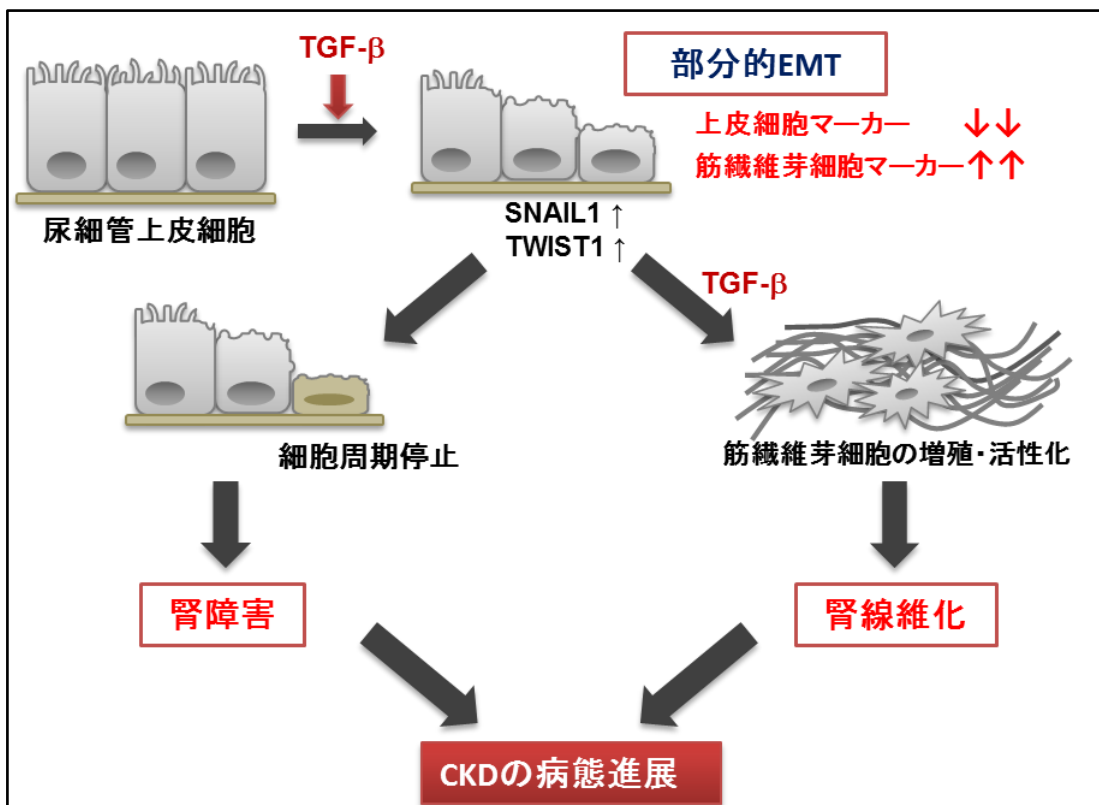 TGF-β
部分的EMT
上皮細胞マーカー ↓↓
筋繊維芽細胞マーカー↑↑
尿細管上皮細胞
SNAIL1 ↑
TWIST1 ↑
TGF-β
細胞周期停止
筋繊維芽細胞の増殖・活性化
腎障害
腎線維化
CKDの病態進展